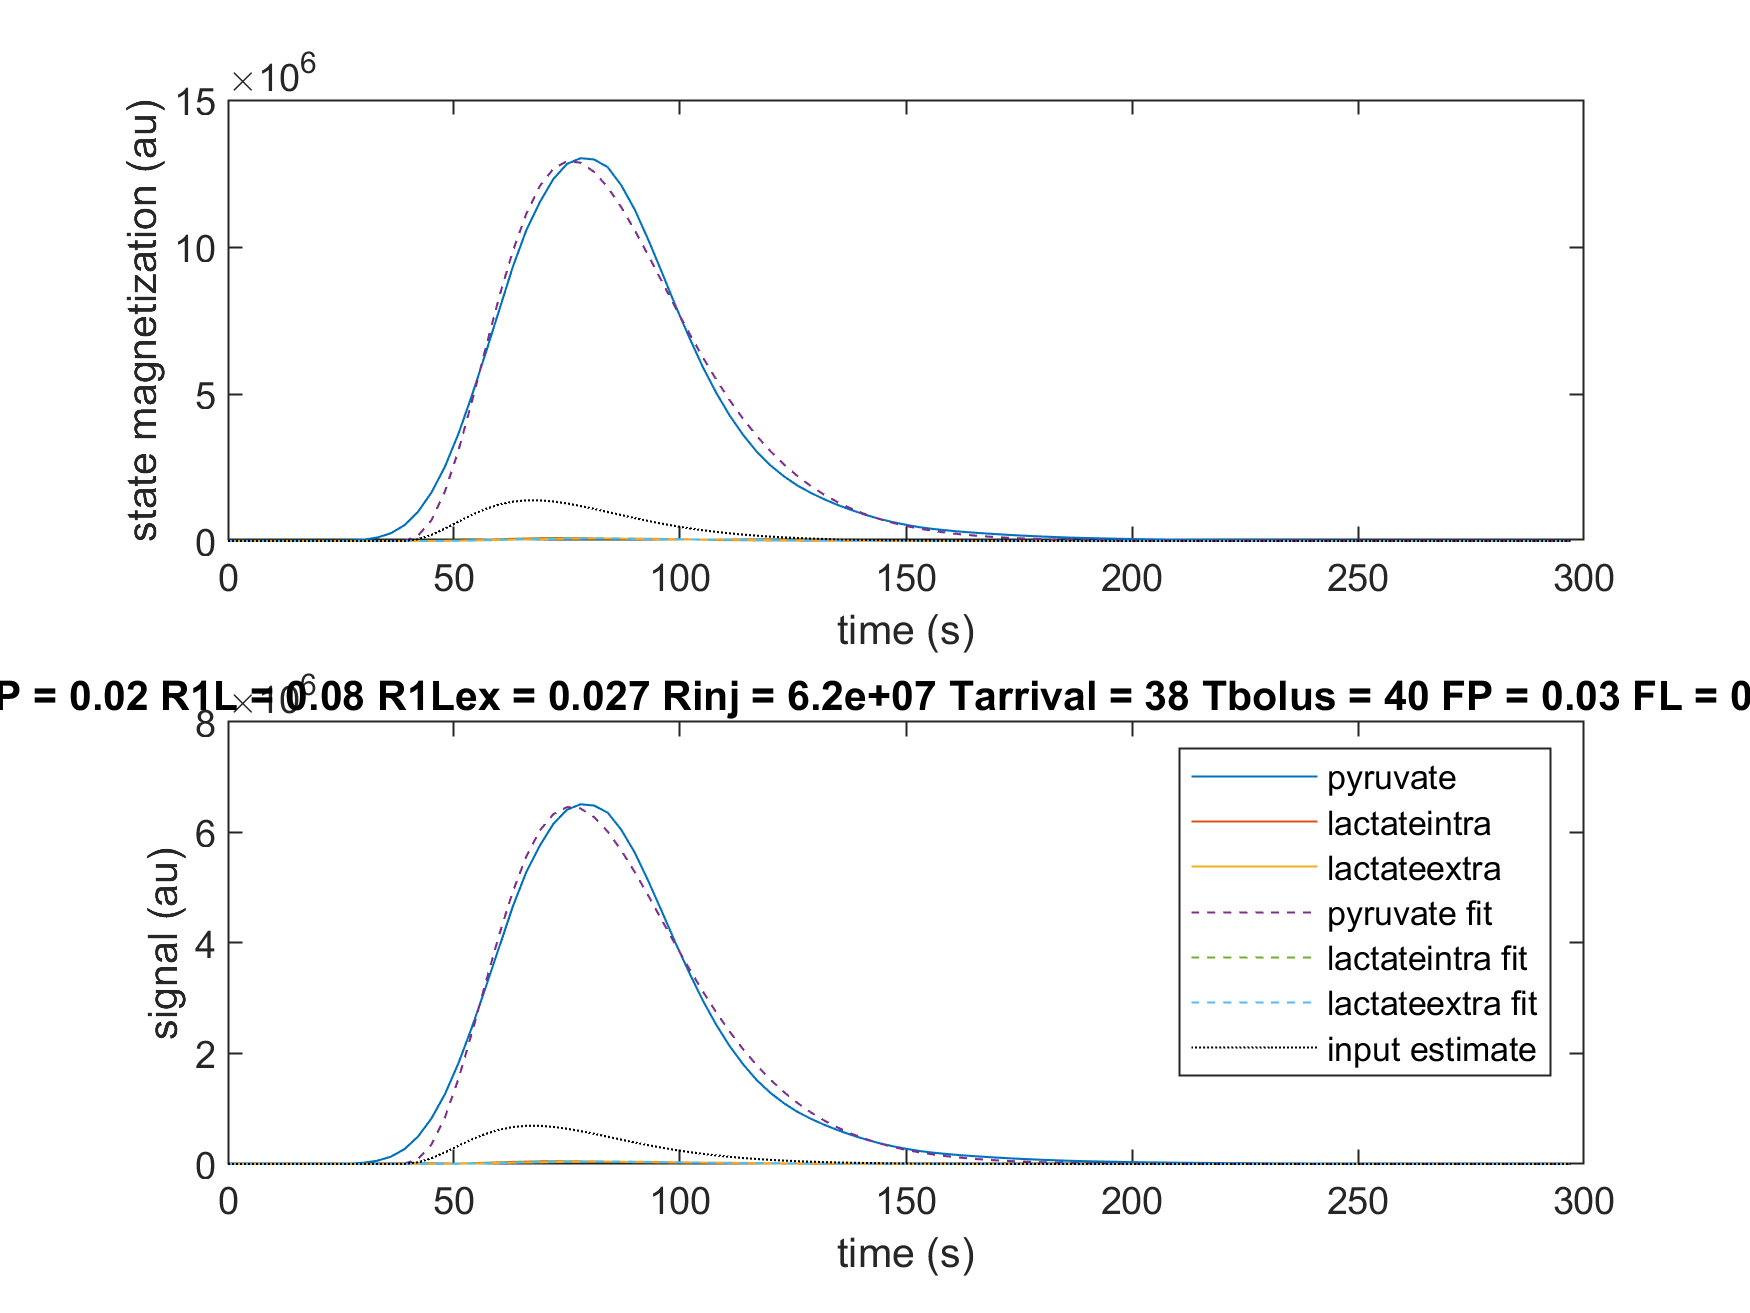 ×10^6
15
10
5
0
state magnetization (au)
0 50 100 150 200 250 300
time (s)
P = 0.02 R1L = 0.08 R1Lex = 0.027 Rinj = 6.2e+07 Tarrival = 38 Tbolus = 40 FP = 0.03 FL = 0
×10^6
8
6
4
2
0
signal (au)
pyruvate
lactateintra
lactateextra
pyruvate fit
lactateintra fit
lactateextra fit
input estimate
0 50 100 150 200 250 300
time (s)